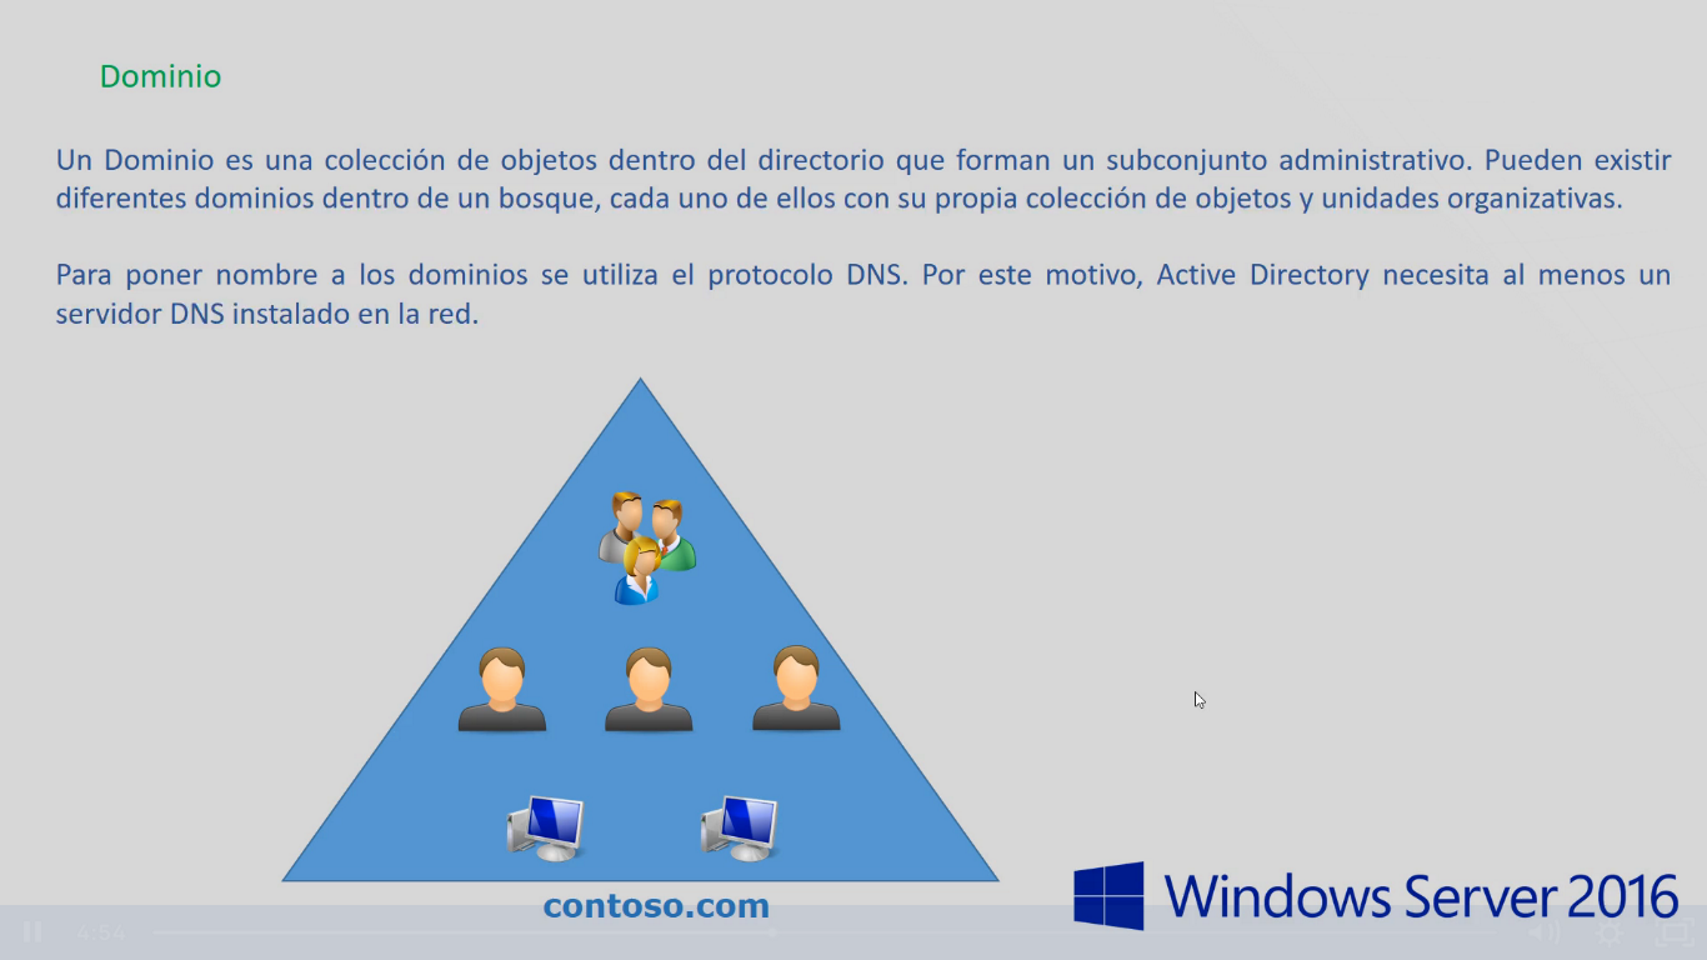 Dominio
Un Dominio es una colección de objetos dentro del directorio que forman un subconjunto administrativo. Pueden existir
diferentes dominios dentro de un bosque, cada uno de ellos con su propia colección de objetos y unidades organizativas.
Para poner nombre a los dominios se utiliza el protocolo DNS. Por este motivo, Active Directory necesita al menos un
servidor DNS instalado en la red.
contoso.com
Windows Server 2016
4:54